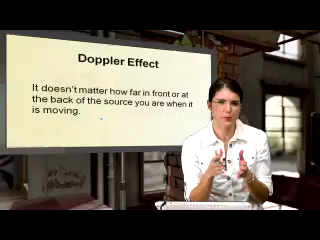 Doppler Effect
It doesn't matter how far in front or at
the back of the source you are when it
is moving.